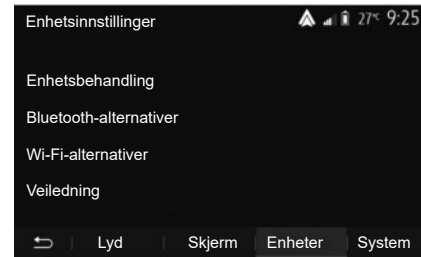 Enhetsinnstillinger 27°C 9:25
Enhetsbehandling
Bluetooth-alternativer
Wi-Fi-alternativer
Veiledning
Lyd Skjerm Enheter System